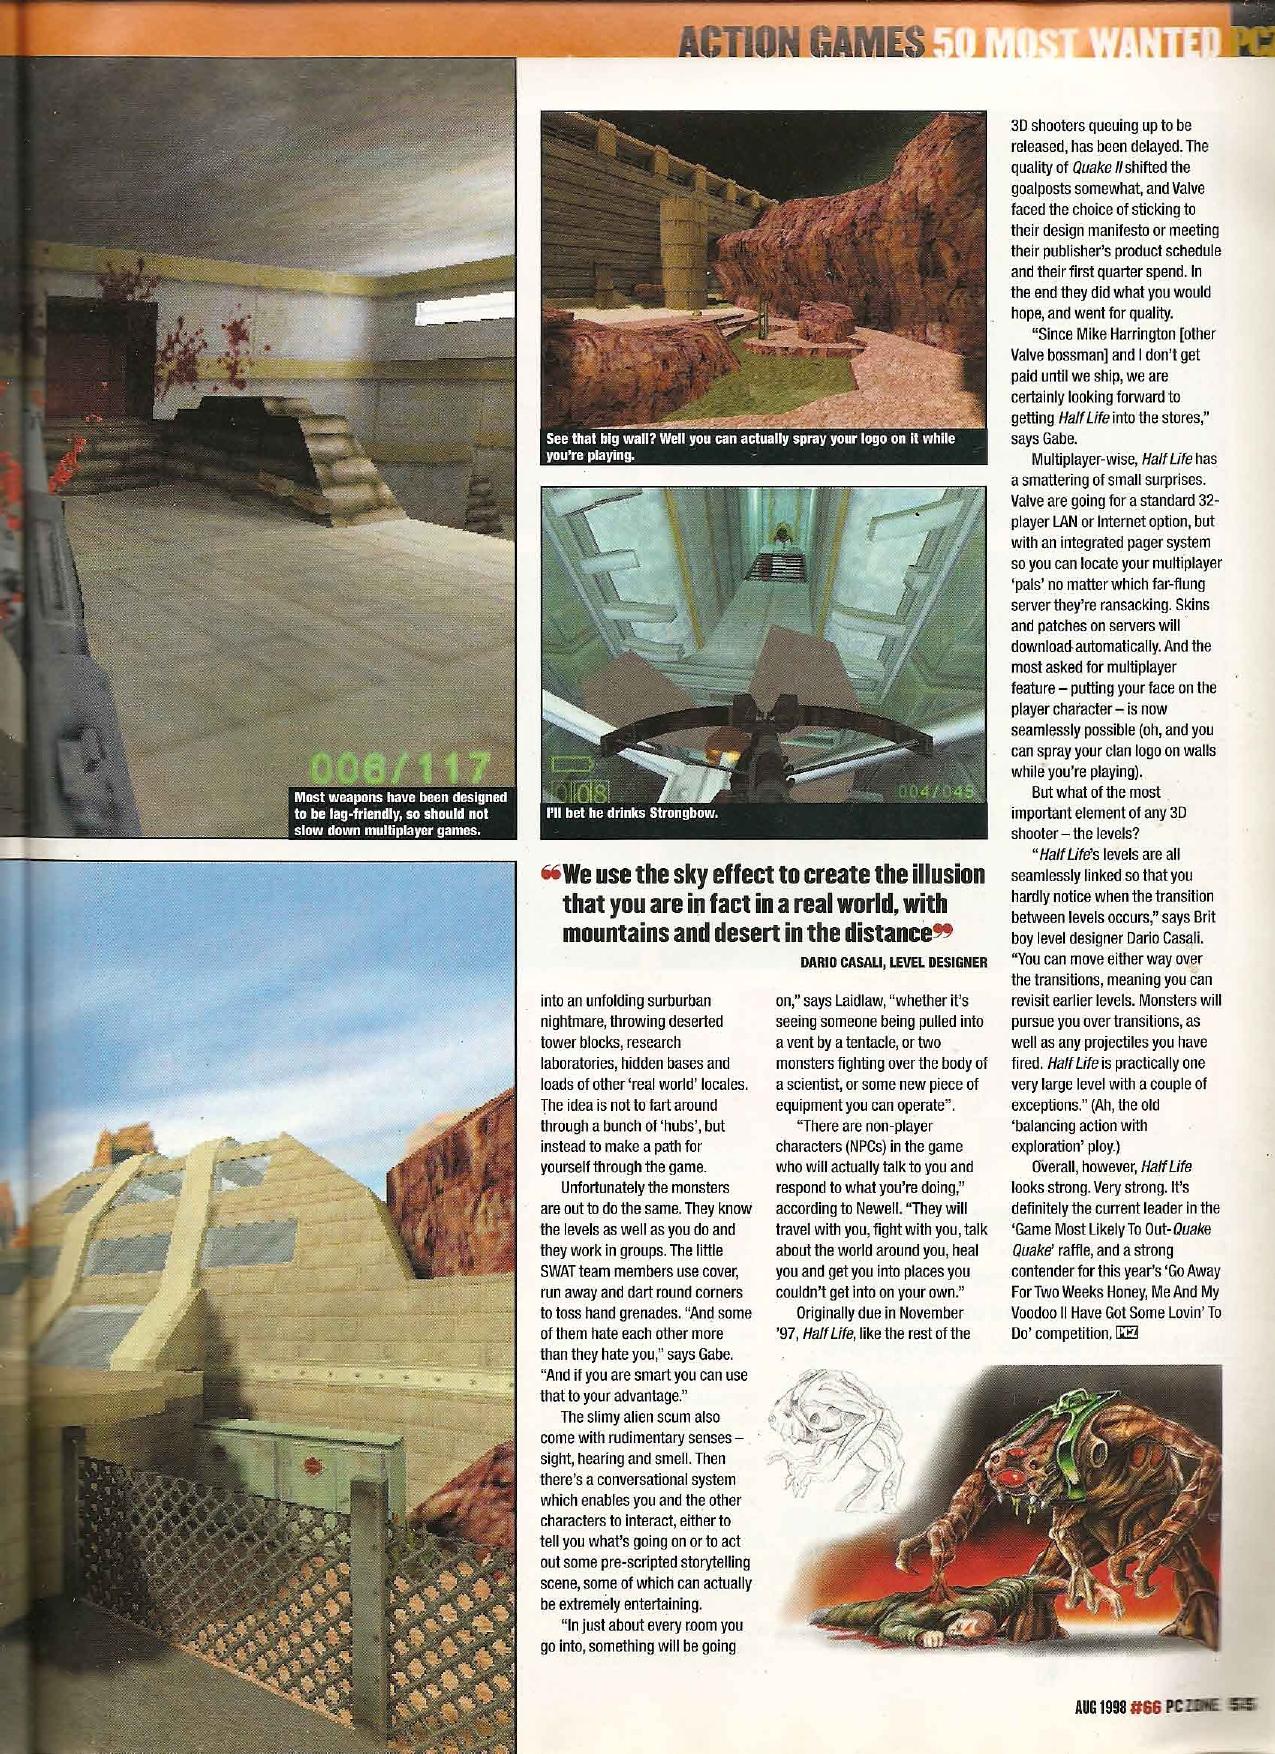 ACTION GAMES 50 MOST WANTED PCZ
006/117
Most weapons have been designed
to be lag-friendly, so should not
slow down multiplayer games.
See that big wall? Well you can actually spray your logo on it while
you're playing.
008
004/045
I'll bet he drinks Strongbow.
“We use the sky effect to create the illusion
that you are in fact in a real world, with
mountains and desert in the distance”
DARIO CASALI, LEVEL DESIGNER
into an unfolding surburban
nightmare, throwing deserted
tower blocks, research
laboratories, hidden bases and
loads of other ‘real world’ locales.
The idea is not to fart around
through a bunch of ‘hubs’, but
instead to make a path for
yourself through the game.
Unfortunately the monsters
are out to do the same. They know
the levels as well as you do and
they work in groups. The little
SWAT team members use cover,
run away and dart round corners
to toss hand grenades. “And some
of them hate each other more
than they hate you,” says Gabe.
“And if you are smart you can use
that to your advantage.”
The slimy alien scum also
come with rudimentary senses –
sight, hearing and smell. Then
there's a conversational system
which enables you and the other
characters to interact, either to
tell you what's going on or to act
out some pre-scripted storytelling
scene, some of which can actually
be extremely entertaining.
“In just about every room you
go into, something will be going
on,” says Laidlaw, “whether it's
seeing someone being pulled into
a vent by a tentacle, or two
monsters fighting over the body of
a scientist, or some new piece of
equipment you can operate”.
“There are non-player
characters (NPCs) in the game
who will actually talk to you and
respond to what you're doing,”
according to Newell. “They will
travel with you, fight with you, talk
about the world around you, heal
you and get you into places you
couldn't get into on your own.”
Originally due in November
’97, Half Life, like the rest of the
3D shooters queuing up to be
released, has been delayed. The
quality of Quake II shifted the
goalposts somewhat, and Valve
faced the choice of sticking to
their design manifesto or meeting
their publisher's product schedule
and their first quarter spend. In
the end they did what you would
hope, and went for quality.
“Since Mike Harrington [other
Valve bossman] and I don't get
paid until we ship, we are
certainly looking forward to
getting Half Life into the stores,”
says Gabe.
Multiplayer-wise, Half Life has
a smattering of small surprises.
Valve are going for a standard 32-
player LAN or Internet option, but
with an integrated pager system
so you can locate your multiplayer
‘pals’ no matter which far-flung
server they're ransacking. Skins
and patches on servers will
download automatically. And the
most asked for multiplayer
feature – putting your face on the
player character – is now
seamlessly possible (oh, and you
can spray your clan logo on walls
while you're playing).
But what of the most
important element of any 3D
shooter – the levels?
“Half Life's levels are all
seamlessly linked so that you
hardly notice when the transition
between levels occurs,” says Brit
boy level designer Dario Casali.
“You can move either way over
the transitions, meaning you can
revisit earlier levels. Monsters will
pursue you over transitions, as
well as any projectiles you have
fired. Half Life is practically one
very large level with a couple of
exceptions.” (Ah, the old
‘balancing action with
exploration’ ploy.)
Overall, however, Half Life
looks strong. Very strong. It's
definitely the current leader in the
‘Game Most Likely To Out-Quake
Quake’ raffle, and a strong
contender for this year's ‘Go Away
For Two Weeks Honey, Me And My
Voodoo II Have Got Some Lovin' To
Do’ competition. PCZ
AUG 1998 #66 PC ZONE 55